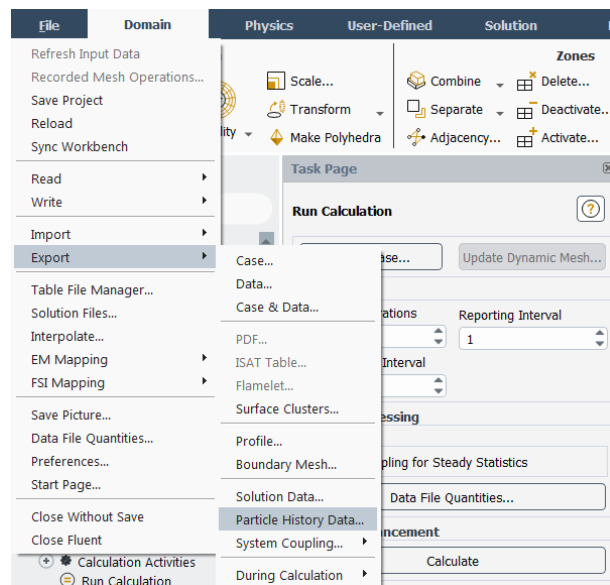 File Domain Physics User-Defined Solution
Refresh Input Data
Recorded Mesh Operations...
Save Project
Reload
Sync Workbench
Read
Write
Import
Export
Table File Manager...
Solution Files...
Interpolate...
EM Mapping
FSI Mapping
Save Picture...
Data File Quantities...
Preferences...
Start Page...
Close Without Save
Close Fluent
Calculation Activities
Run Calculation
Case...
Data...
Case & Data...
PDF...
ISAT Table...
Flamelet...
Surface Clusters...
Profile...
Boundary Mesh...
Solution Data...
Particle History Data...
System Coupling...
During Calculation
Scale...
Transform
Make Polyhedra
Zones
Combine Delete...
Separate Deactivate...
Adjacency... Activate...
Task Page
Run Calculation
?
Update Dynamic Mesh...
Reporting Interval
1
Interval
pling for Steady Statistics
Data File Quantities...
Calculate